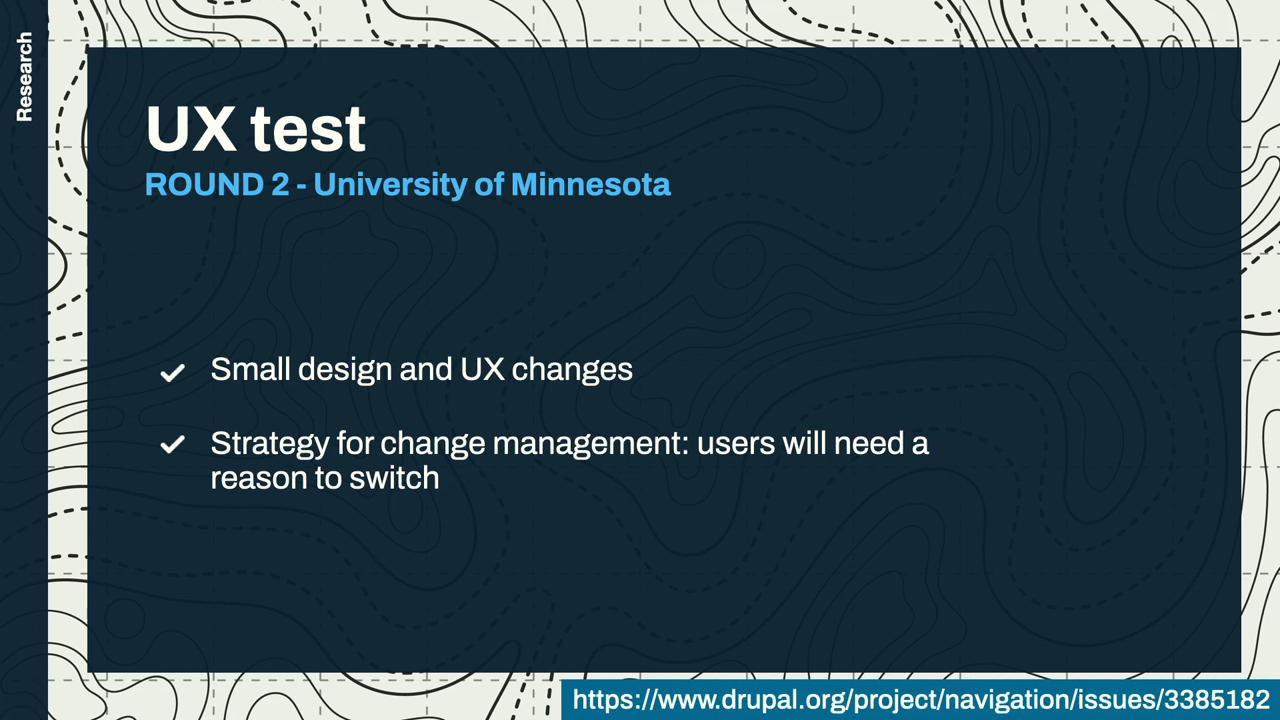 Research
UX test
ROUND 2 - University of Minnesota
Small design and UX changes
Strategy for change management: users will need a
reason to switch
https://www.drupal.org/project/navigation/issues/3385182